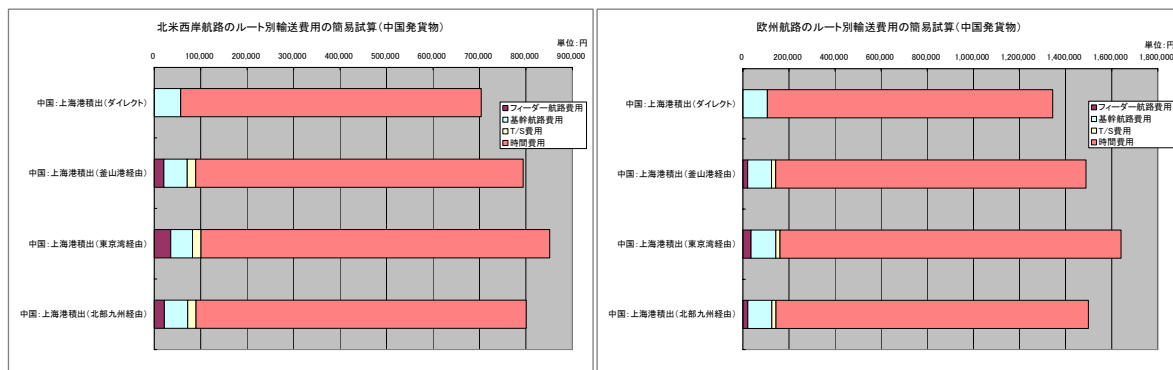 北米西岸航路のルート別輸送費用の簡易試算(中国発貨物)
単位:円
0 100,000 200,000 300,000 400,000 500,000 600,000 700,000 800,000 900,000
中国:上海港積出(ダイレクト)
中国:上海港積出(釜山港経由)
中国:上海港積出(東京湾経由)
中国:上海港積出(北部九州経由)
フィーダー航路費用
基幹航路費用
T/S費用
時間費用
欧州航路のルート別輸送費用の簡易試算(中国発貨物)
単位:円
0 200,000 400,000 600,000 800,000 1,000,000 1,200,000 1,400,000 1,600,000 1,800,000
中国:上海港積出(ダイレクト)
中国:上海港積出(釜山港経由)
中国:上海港積出(東京湾経由)
中国:上海港積出(北部九州経由)
フィーダー航路費用
基幹航路費用
T/S費用
時間費用